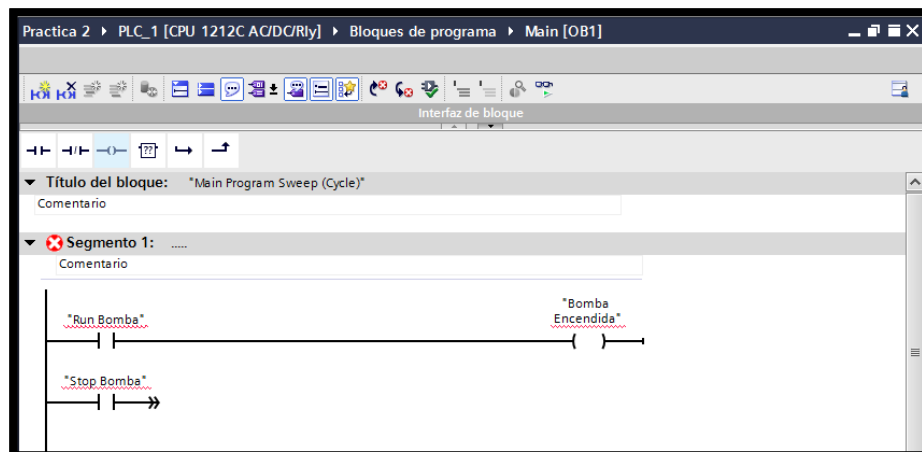 Practica 2 ▸ PLC_1 [CPU 1212C AC/DC/Rly] ▸ Bloques de programa ▸ Main [OB1]
Interfaz de bloque
??
Título del bloque: "Main Program Sweep (Cycle)"
Comentario
Segmento 1: .....
Comentario
"Run Bomba"
"Bomba
Encendida"
"Stop Bomba"